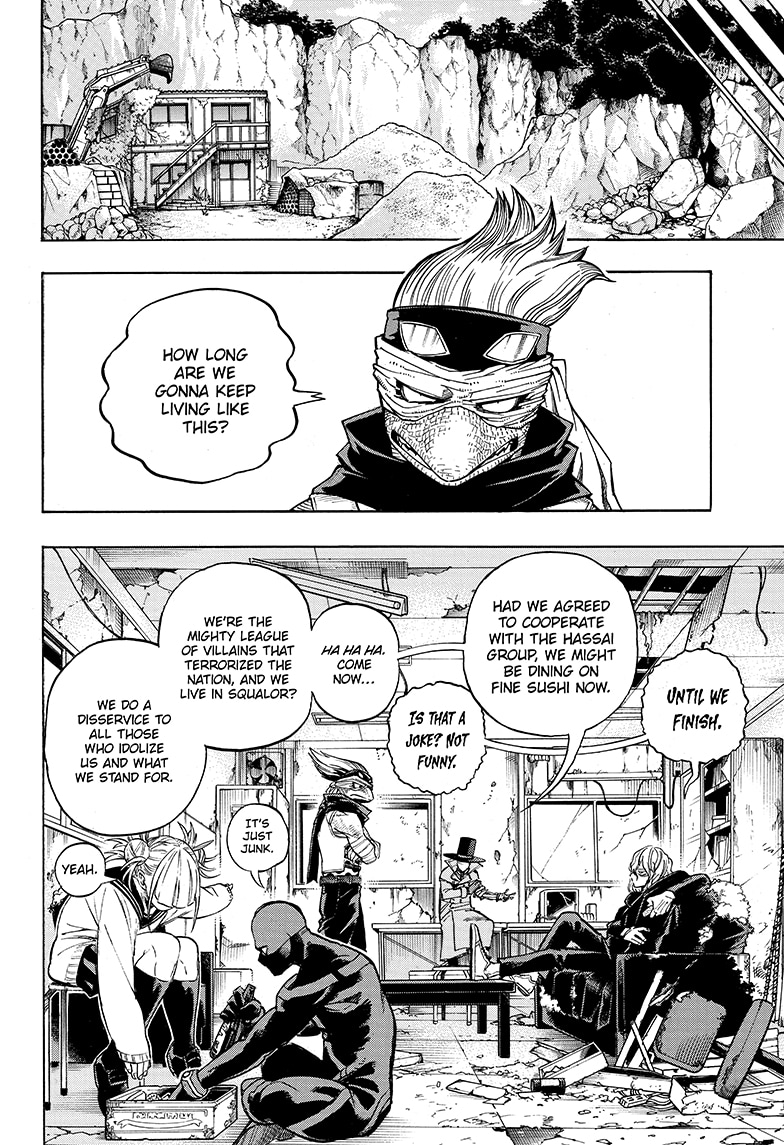 HOW LONG
ARE WE
GONNA KEEP
LIVING LIKE
THIS?
UNTIL WE
FINISH.
HAD WE AGREED
TO COOPERATE
WITH THE HASSAI
GROUP, WE MIGHT
BE DINING ON
FINE SUSHI NOW.
IS THAT A
JOKE? NOT
FUNNY.
HA HA HA.
COME
NOW...
WE'RE THE
MIGHTY LEAGUE
OF VILLAINS THAT
TERRORIZED THE
NATION, AND WE
LIVE IN SQUALOR?
WE DO A
DISSERVICE TO
ALL THOSE
WHO IDOLIZE
US AND WHAT
WE STAND FOR.
IT'S
JUST
JUNK.
YEAH.